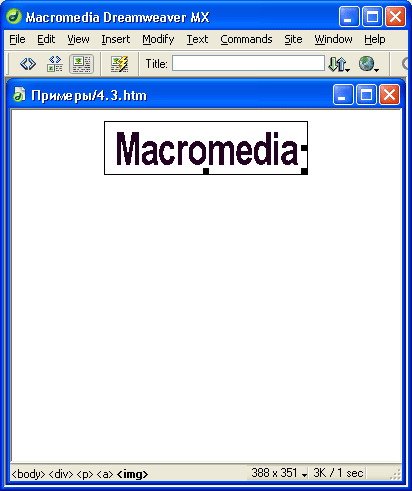 Macromedia Dreamweaver MX
File Edit View Insert Modify Text Commands Site Window Help
Title:
Примеры/4.3.htm
Macromedia
<body> <div> <p> <a> <img> 388 x 351 3K / 1 sec